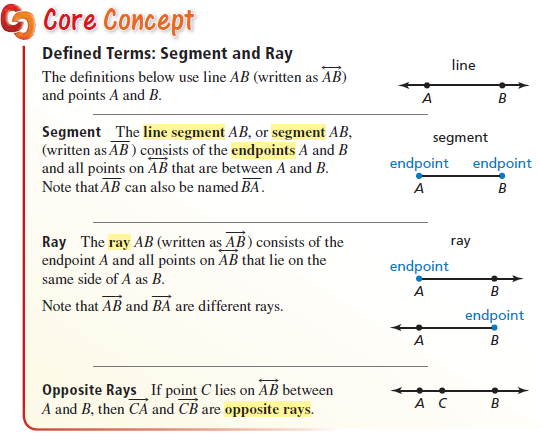 Core Concept
Defined Terms: Segment and Ray
The definitions below use line AB (written as A͟B⃡)
and points A and B.
line
A B
Segment The line segment AB, or segment AB,
(written as A̅B̅) consists of the endpoints A and B
and all points on AB⃡ that are between A and B.
Note that A̅B̅ can also be named B̅A̅.
segment
endpoint endpoint
A B
Ray The ray AB (written as AB⃗) consists of the
endpoint A and all points on AB⃡ that lie on the
same side of A as B.
Note that AB⃗ and BA⃗ are different rays.
ray
endpoint
A B
endpoint
A B
Opposite Rays If point C lies on AB⃡ between
A and B, then CA⃗ and CB⃗ are opposite rays.
A C B